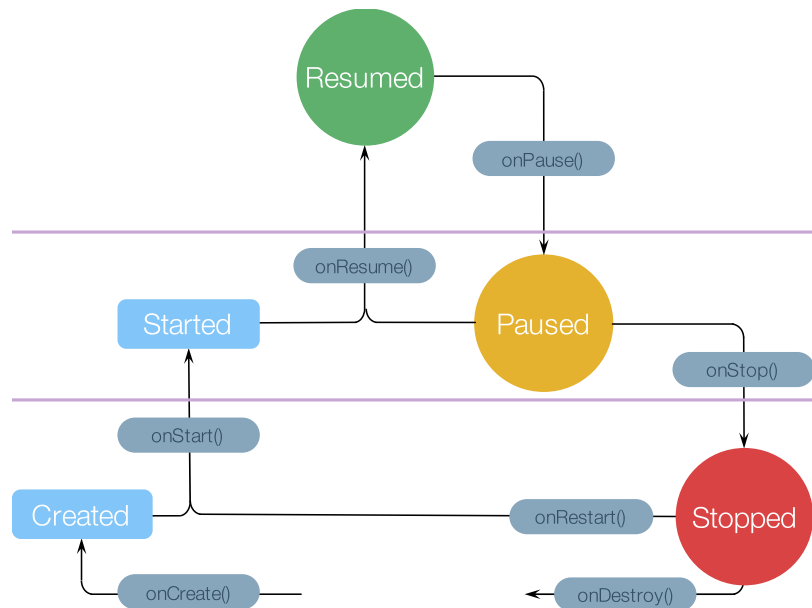 Resumed
onPause()
onResume()
Started
Paused
onStop()
onStart()
Created
onRestart()
Stopped
onCreate()
onDestroy()